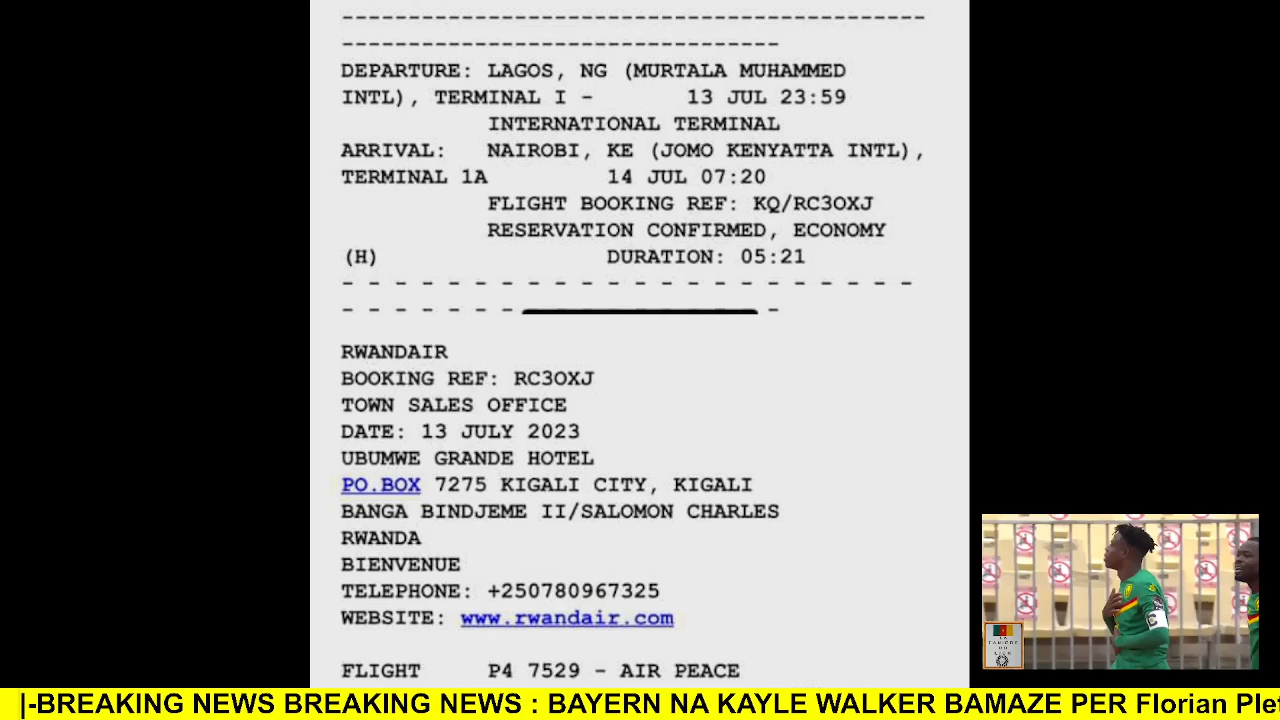 --------------------------------------------
---------------------------------
DEPARTURE: LAGOS, NG (MURTALA MUHAMMED
INTL), TERMINAL I - 13 JUL 23:59
INTERNATIONAL TERMINAL
ARRIVAL: NAIROBI, KE (JOMO KENYATTA INTL),
TERMINAL 1A 14 JUL 07:20
FLIGHT BOOKING REF: KQ/RC3OXJ
RESERVATION CONFIRMED, ECONOMY
(H) DURATION: 05:21
- - - - - - - - - - - - - - - - - - - - - -
- - - - - - - -
RWANDAIR
BOOKING REF: RC3OXJ
TOWN SALES OFFICE
DATE: 13 JULY 2023
UBUMWE GRANDE HOTEL
PO.BOX 7275 KIGALI CITY, KIGALI
BANGA BINDJEME II/SALOMON CHARLES
RWANDA
BIENVENUE
TELEPHONE: +250780967325
WEBSITE: www.rwandair.com
FLIGHT P4 7529 - AIR PEACE
|-BREAKING NEWS BREAKING NEWS : BAYERN NA KAYLE WALKER BAMAZE PER Florian Plet